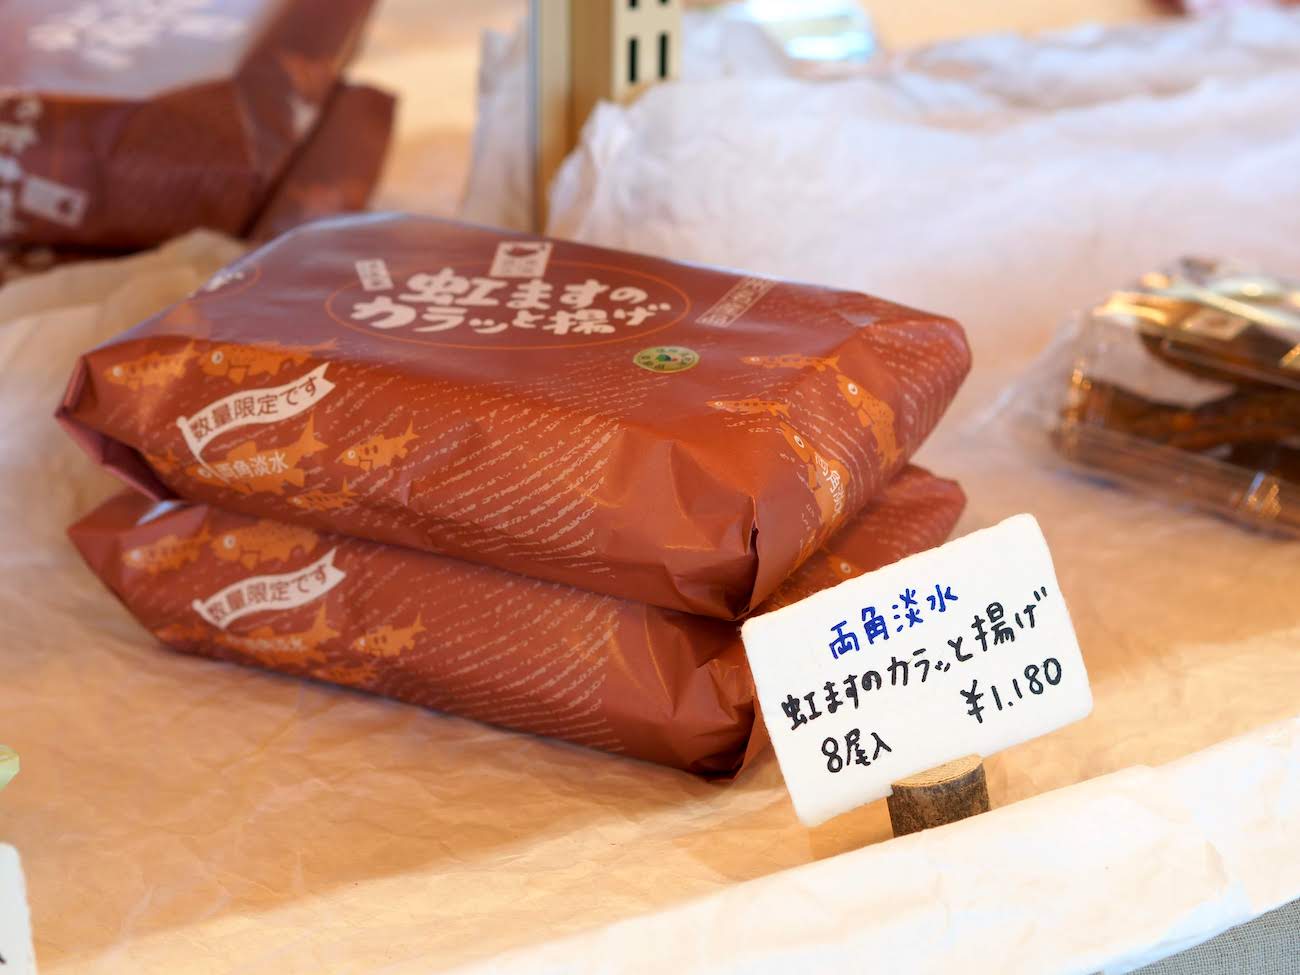 虹ますの
カラッと揚げ
数量限定です
両角淡水
数量限定です
両角淡水
虹ますのカラッと揚げ
8尾入
¥1.180